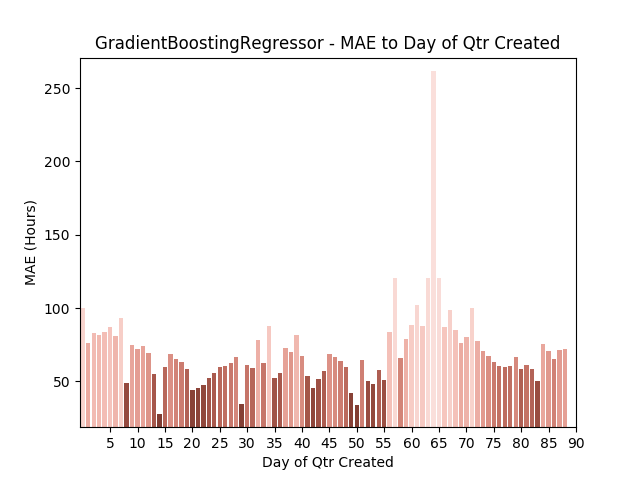 GradientBoostingRegressor - MAE to Day of Qtr Created
250
200
150
100
50
MAE (Hours)
5 10 15 20 25 30 35 40 45 50 55 60 65 70 75 80 85 90
Day of Qtr Created